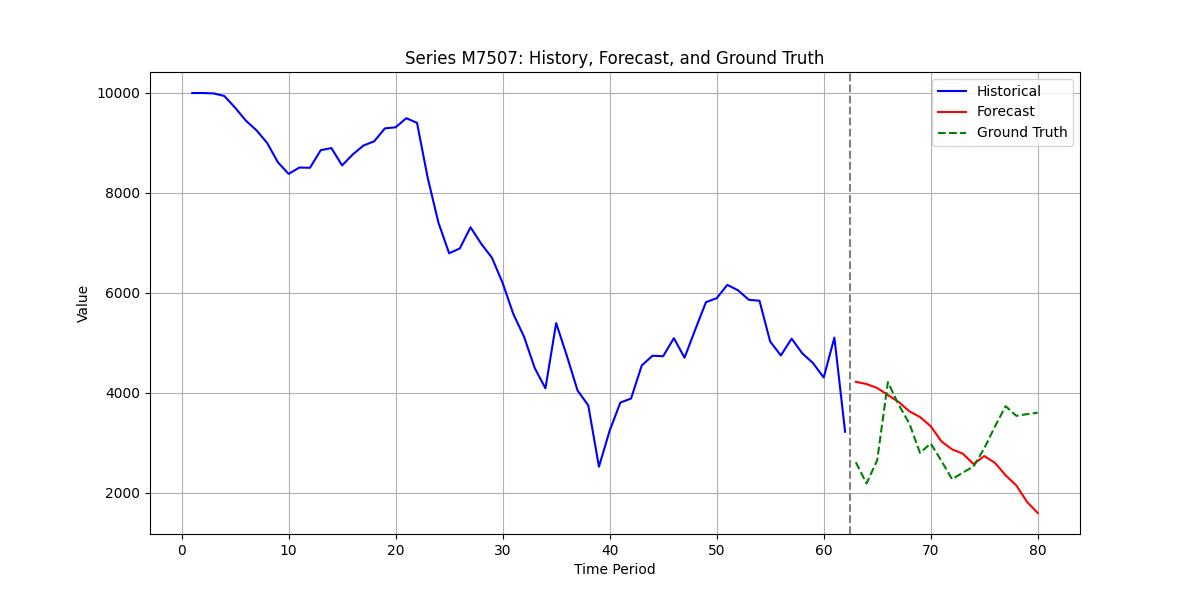 Series M7507: History, Forecast, and Ground Truth
Historical
Forecast
Ground Truth
Value
10000
8000
6000
4000
2000
0 10 20 30 40 50 60 70 80
Time Period